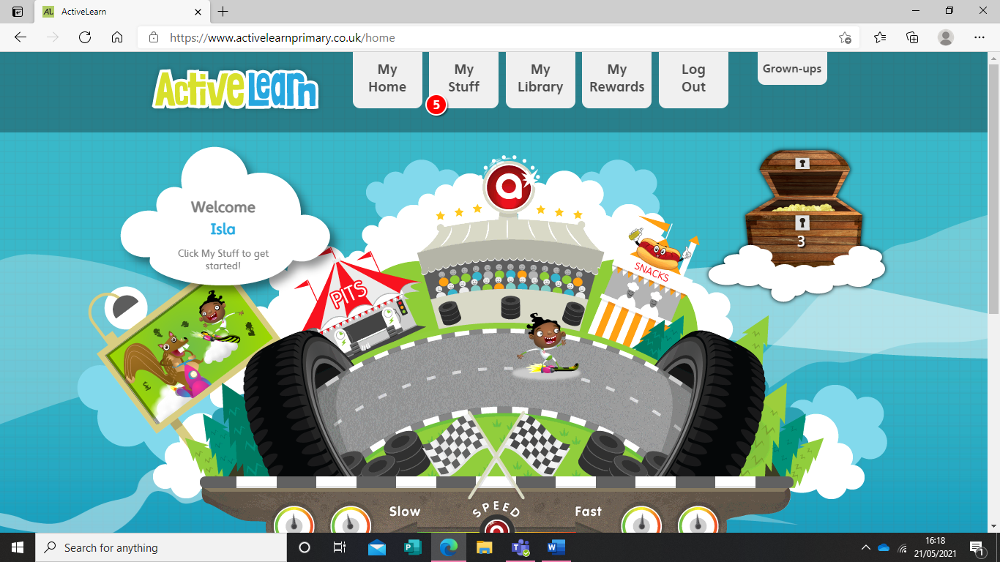 AL ActiveLearn
https://www.activelearnprimary.co.uk/home
ActiveLearn
My
Home
My
Stuff
5
My
Library
My
Rewards
Log
Out
Grown-ups
Welcome
Isla
Click My Stuff to get
started!
a
3
PITS
SNACKS
Slow
SPEED
Fast
a
Search for anything
16:18
21/05/2021
1